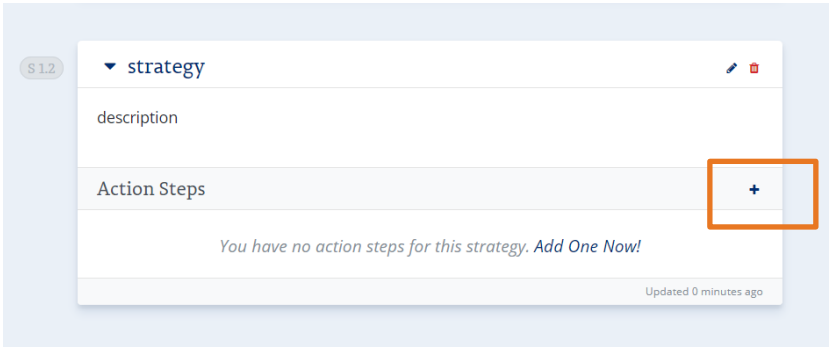 S 1.2
strategy
description
Action Steps
+
You have no action steps for this strategy. Add One Now!
Updated 0 minutes ago